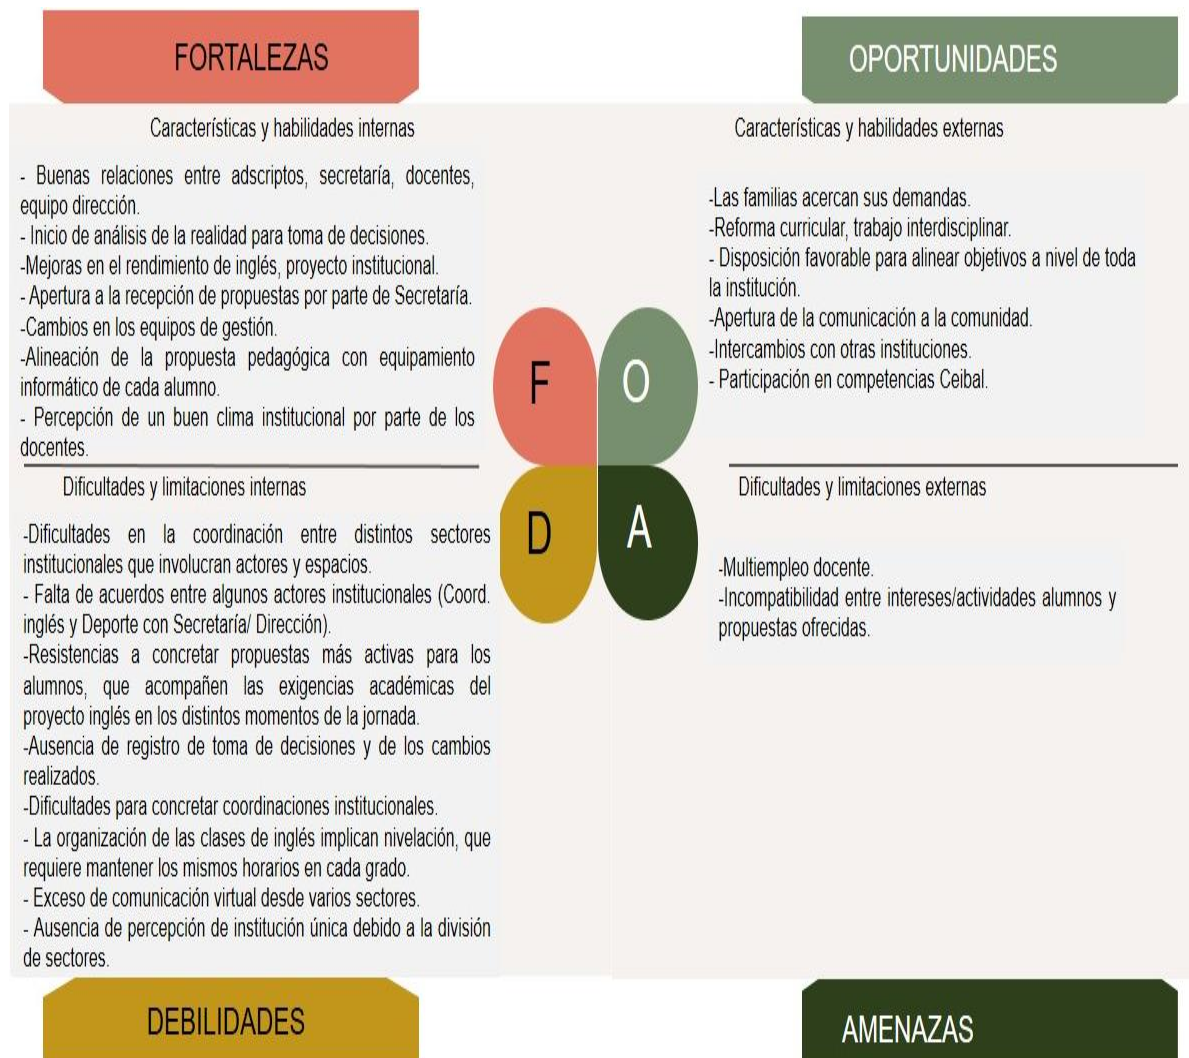 FORTALEZAS
Características y habilidades internas
- Buenas relaciones entre adscriptos, secretaría, docentes,
equipo dirección.
- Inicio de análisis de la realidad para toma de decisiones.
-Mejoras en el rendimiento de inglés, proyecto institucional.
- Apertura a la recepción de propuestas por parte de Secretaría.
-Cambios en los equipos de gestión.
-Alineación de la propuesta pedagógica con equipamiento
informático de cada alumno.
- Percepción de un buen clima institucional por parte de los
docentes.
OPORTUNIDADES
Características y habilidades externas
-Las familias acercan sus demandas.
-Reforma curricular, trabajo interdisciplinar.
- Disposición favorable para alinear objetivos a nivel de toda
la institución.
-Apertura de la comunicación a la comunidad.
-Intercambios con otras instituciones.
- Participación en competencias Ceibal.
F
O
D
A
Dificultades y limitaciones internas
-Dificultades en la coordinación entre distintos sectores
institucionales que involucran actores y espacios.
- Falta de acuerdos entre algunos actores institucionales (Coord.
inglés y Deporte con Secretaría/ Dirección).
-Resistencias a concretar propuestas más activas para los
alumnos, que acompañen las exigencias académicas del
proyecto inglés en los distintos momentos de la jornada.
-Ausencia de registro de toma de decisiones y de los cambios
realizados.
-Dificultades para concretar coordinaciones institucionales.
- La organización de las clases de inglés implican nivelación, que
requiere mantener los mismos horarios en cada grado.
- Exceso de comunicación virtual desde varios sectores.
- Ausencia de percepción de institución única debido a la división
de sectores.
DEBILIDADES
Dificultades y limitaciones externas
-Multiempleo docente.
-Incompatibilidad entre intereses/actividades alumnos y
propuestas ofrecidas.
AMENAZAS